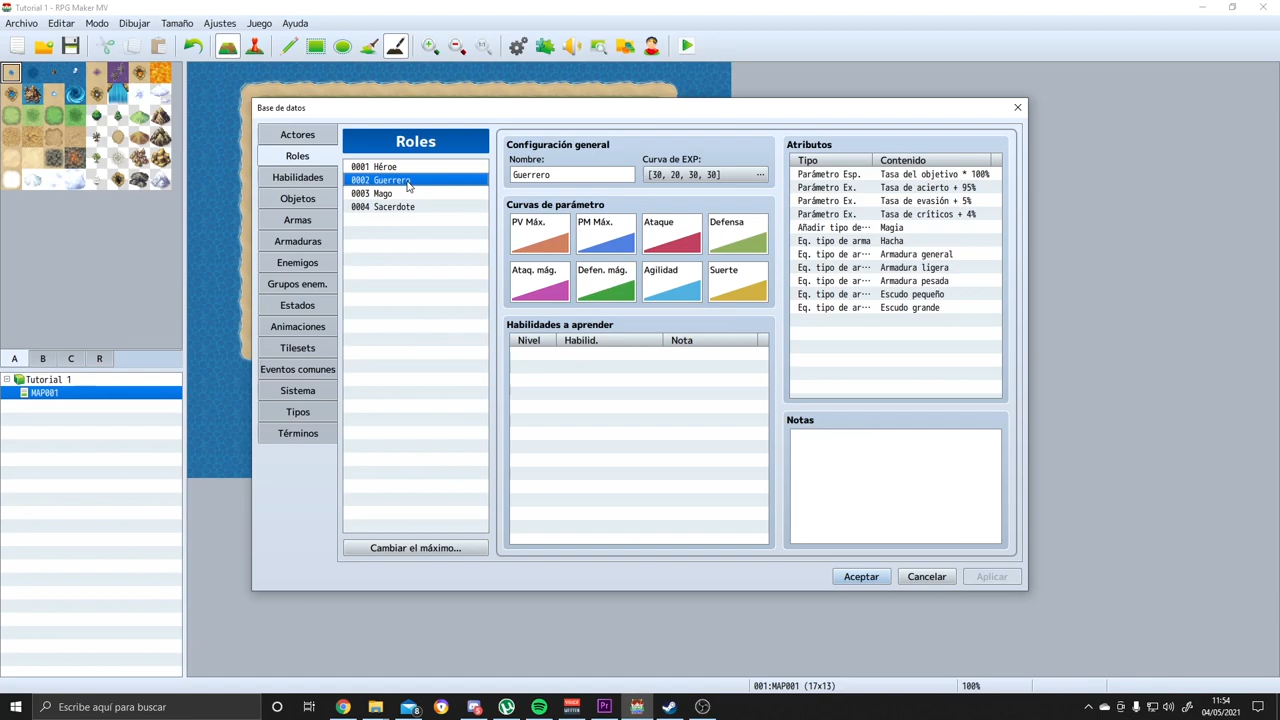 Tutorial 1 - RPG Maker MV
Archivo Editar Modo Dibujar Tamaño Ajustes Juego Ayuda
1:1
Base de datos
Actores
Roles
Habilidades
Objetos
Armas
Armaduras
Enemigos
Grupos enem.
Estados
Animaciones
Tilesets
Eventos comunes
Sistema
Tipos
Términos
Roles
0001 Héroe
0002 Guerrero
0003 Mago
0004 Sacerdote
Cambiar el máximo...
Configuración general
Nombre: Curva de EXP:
Guerrero [30, 20, 30, 30] ...
Curvas de parámetro
PV Máx. PM Máx. Ataque Defensa
Ataq. mág. Defen. mág. Agilidad Suerte
Habilidades a aprender
Nivel Habilid. Nota
Atributos
Tipo Contenido
Parámetro Esp. Tasa del objetivo * 100%
Parámetro Ex. Tasa de acierto + 95%
Parámetro Ex. Tasa de evasión + 5%
Parámetro Ex. Tasa de críticos + 4%
Añadir tipo de··· Magia
Eq. tipo de arma Hacha
Eq. tipo de ar··· Armadura general
Eq. tipo de ar··· Armadura ligera
Eq. tipo de ar··· Armadura pesada
Eq. tipo de ar··· Escudo pequeño
Eq. tipo de ar··· Escudo grande
Notas
Aceptar Cancelar Aplicar
A B C R
Tutorial 1
MAP001
001:MAP001 (17x13) 100%
Escribe aquí para buscar
8
Pr
11:54
04/05/2021